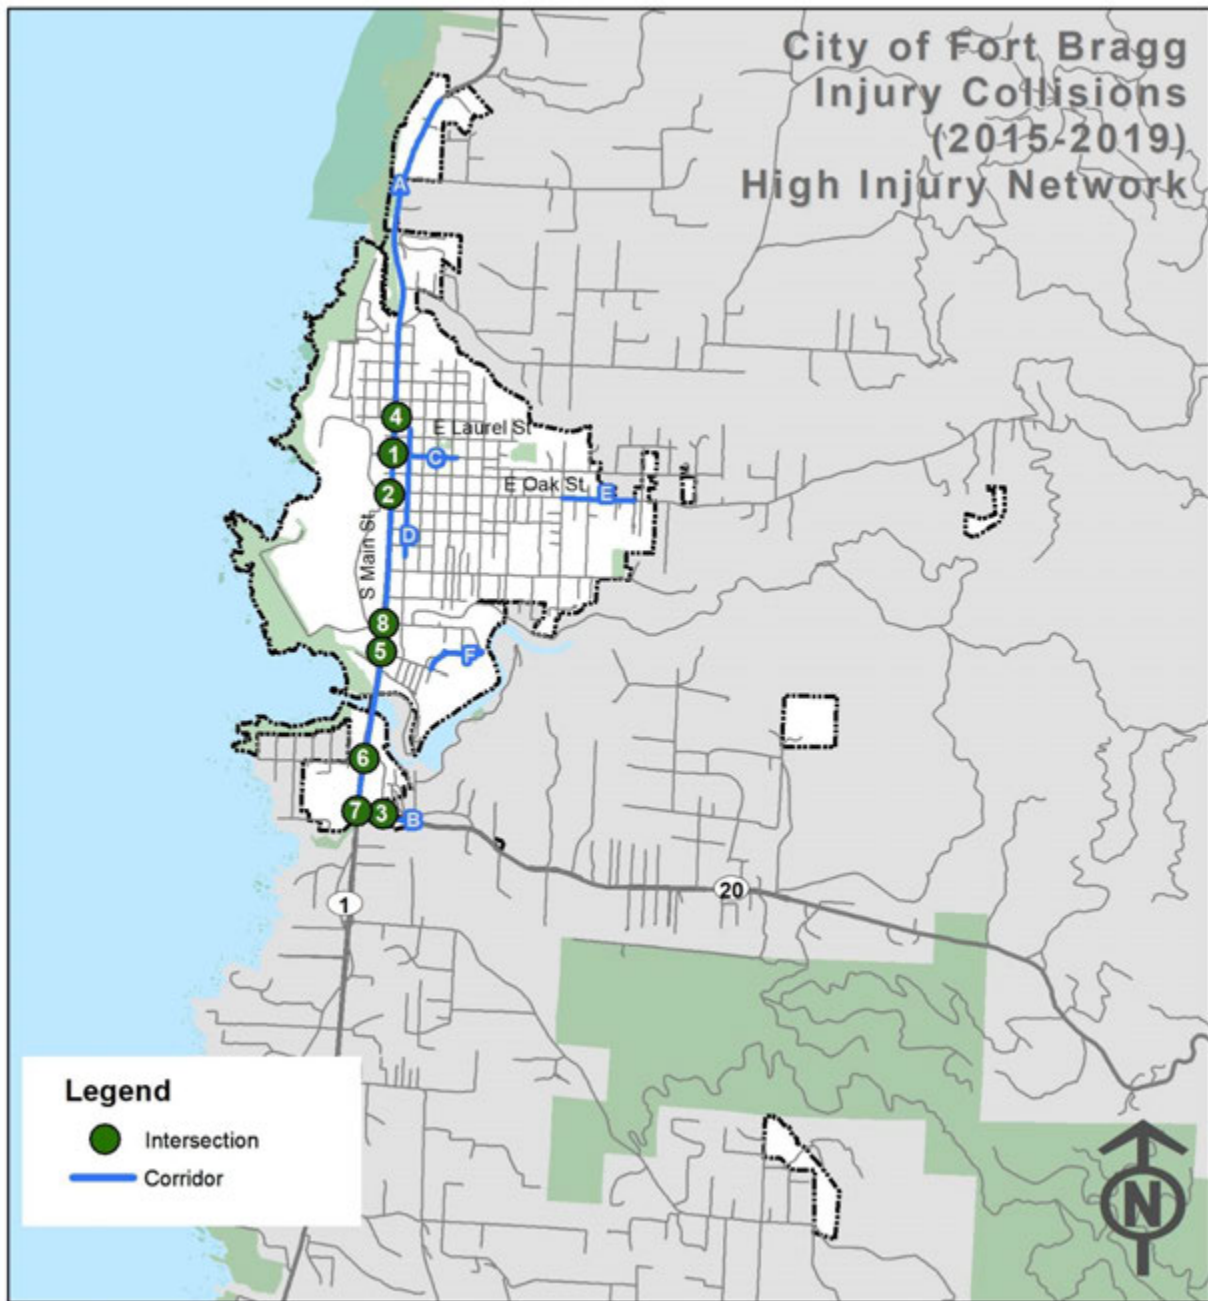 City of Fort Bragg
Injury Collisions
(2015-2019)
High Injury Network
A
4
E Laurel St
1
C
E Oak St
2
E
D
S Main St
8
5
F
6
7
3
B
20
1
Legend
Intersection
Corridor
N